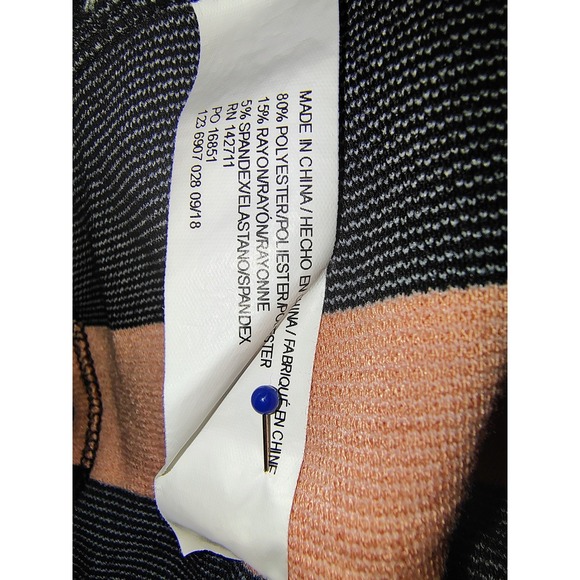 MADE IN CHINA / HECHO EN CHINA / FABRIQUÉ EN CHINE
80% POLYESTER/POLIESTER/POLYESTER
15% RAYON/RAYÓN/RAYONNE
5% SPANDEX/ELASTANO/SPANDEX
RN 142711
PO 16851
123 6907 028 09/18